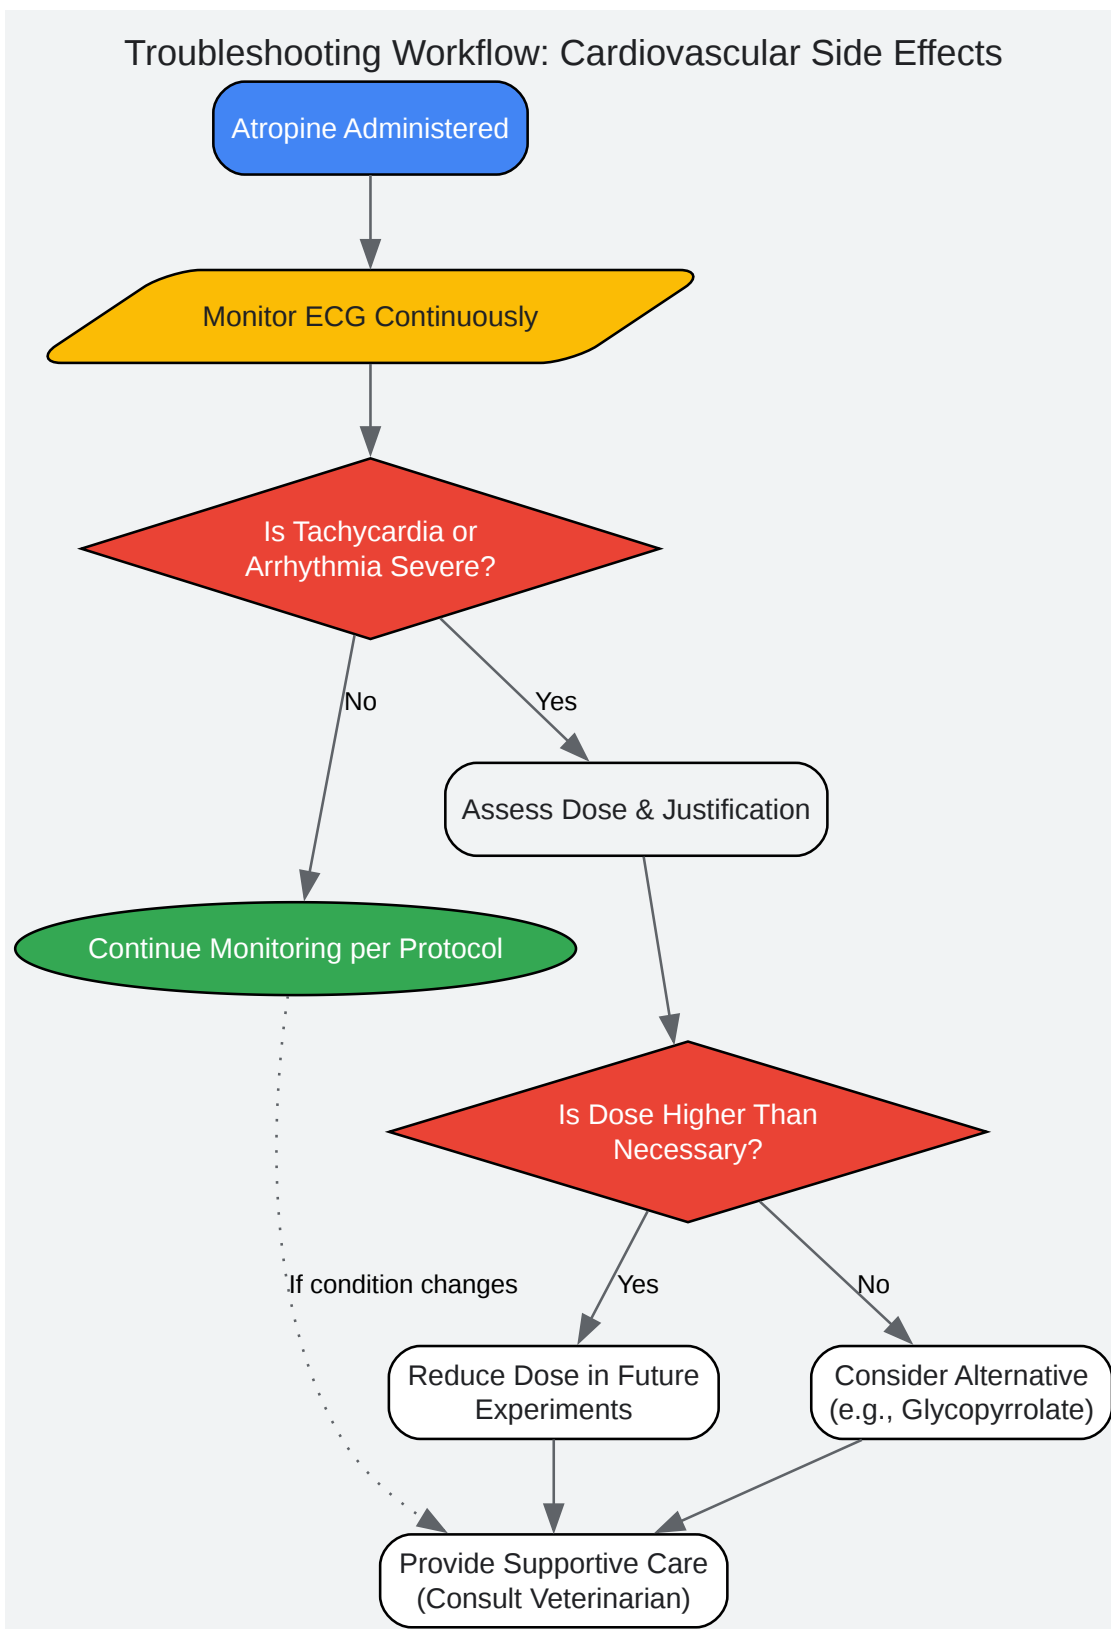 Troubleshooting Workflow: Cardiovascular Side Effects
Atropine Administered
Monitor ECG Continuously
Is Tachycardia or
Arrhythmia Severe?
No
Yes
Assess Dose & Justification
Continue Monitoring per Protocol
Is Dose Higher Than
Necessary?
If condition changes
Yes
No
Reduce Dose in Future
Experiments
Consider Alternative
(e.g., Glycopyrrolate)
Provide Supportive Care
(Consult Veterinarian)